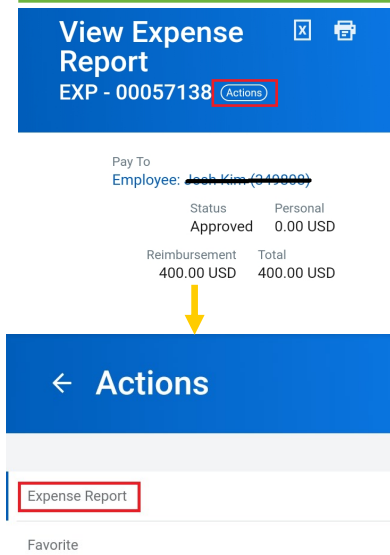 View Expense
Report
EXP - 00057138 Actions
Pay To
Employee:
Status Personal
Approved 0.00 USD
Reimbursement Total
400.00 USD 400.00 USD
Actions
Expense Report
Favorite